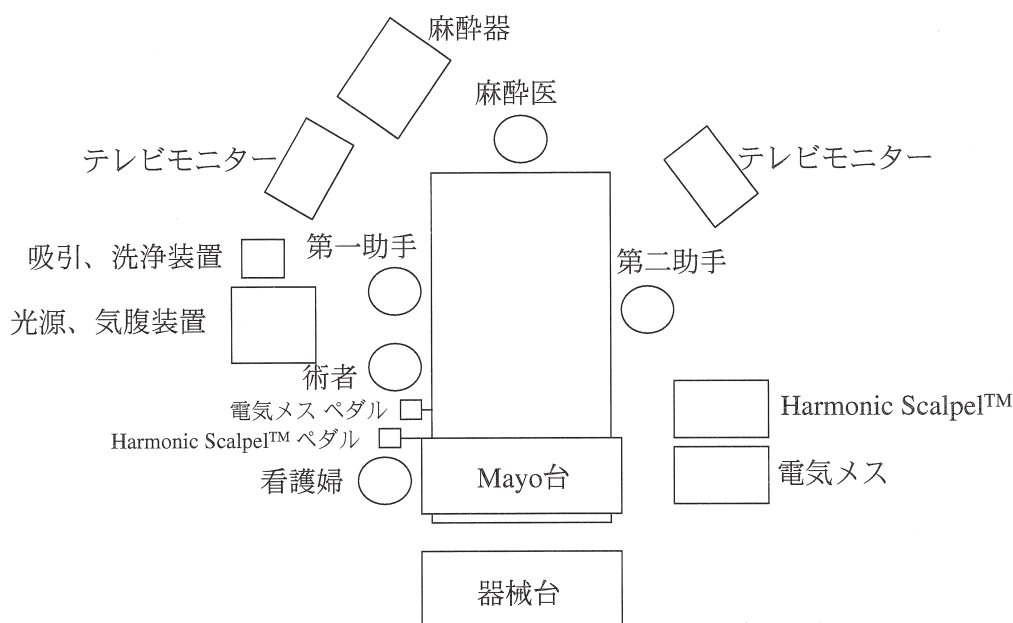 麻酔器
麻酔医
テレビモニター
テレビモニター
第一助手
吸引、洗浄装置
第二助手
光源、気腹装置
術者
Harmonic Scalpel™
電気メス ペダル
Harmonic Scalpel™ ペダル
電気メス
看護婦
Mayo台
器械台